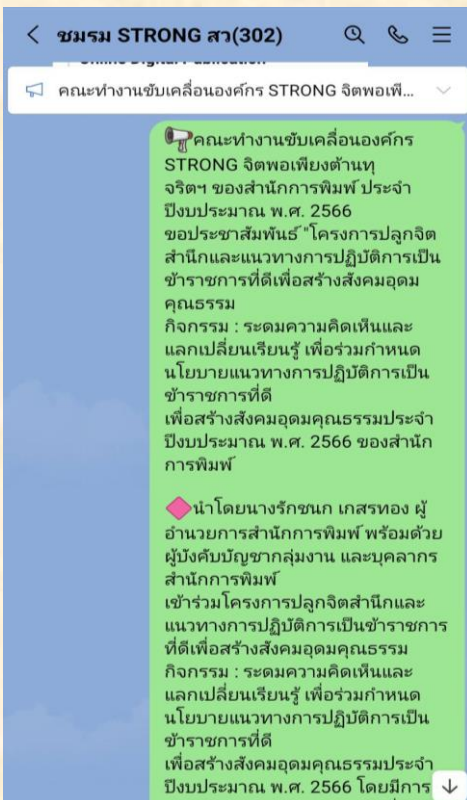 ชมรม STRONG สว(302)
Online Digital Publication
คณะทำงานขับเคลื่อนองค์กร STRONG จิตพอเพี...
คณะทำงานขับเคลื่อนองค์กร
STRONG จิตพอเพียงต้านทุ
จริตฯ ของสำนักการพิมพ์ ประจำ
ปีงบประมาณ พ.ศ. 2566
ขอประชาสัมพันธ์ "โครงการปลูกจิต
สำนึกและแนวทางการปฏิบัติการเป็น
ข้าราชการที่ดีเพื่อสร้างสังคมอุดม
คุณธรรม
กิจกรรม : ระดมความคิดเห็นและ
แลกเปลี่ยนเรียนรู้ เพื่อร่วมกำหนด
นโยบายแนวทางการปฏิบัติการเป็น
ข้าราชการที่ดี
เพื่อสร้างสังคมอุดมคุณธรรมประจำ
ปีงบประมาณ พ.ศ. 2566 ของสำนัก
การพิมพ์
นำโดยนางรักชนก เกสรทอง ผู้
อำนวยการสำนักการพิมพ์ พร้อมด้วย
ผู้บังคับบัญชากลุ่มงาน และบุคลากร
สำนักการพิมพ์
เข้าร่วมโครงการปลูกจิตสำนึกและ
แนวทางการปฏิบัติการเป็นข้าราชการ
ที่ดีเพื่อสร้างสังคมอุดมคุณธรรม
กิจกรรม : ระดมความคิดเห็นและ
แลกเปลี่ยนเรียนรู้ เพื่อร่วมกำหนด
นโยบายแนวทางการปฏิบัติการเป็น
ข้าราชการที่ดี
เพื่อสร้างสังคมอุดมคุณธรรมประจำ
ปีงบประมาณ พ.ศ. 2566 โดยมีการ